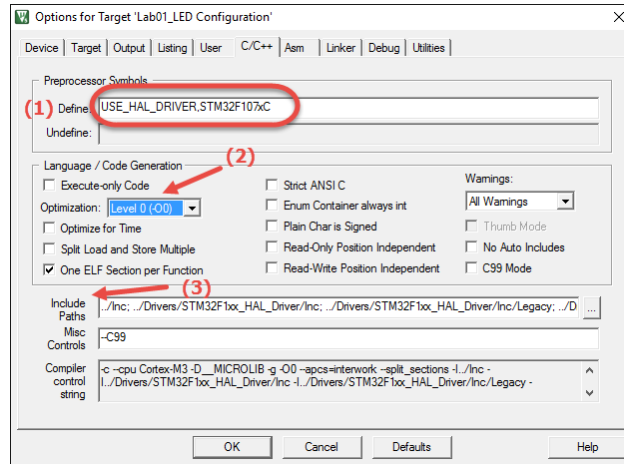 Options for Target 'Lab01_LED Configuration'
Device Target Output Listing User C/C++ Asm Linker Debug Utilities
Preprocessor Symbols
(1) Define: USE_HAL_DRIVER,STM32F107xC
Undefine:
Language / Code Generation
(2)
Execute-only Code Strict ANSI C Warnings:
Optimization: Level 0 (-O0) Enum Container always int All Warnings
Optimize for Time Plain Char is Signed Thumb Mode
Split Load and Store Multiple Read-Only Position Independent No Auto Includes
One ELF Section per Function Read-Write Position Independent C99 Mode
(3)
Include Paths ../Inc; ../Drivers/STM32F1xx_HAL_Driver/Inc; ../Drivers/STM32F1xx_HAL_Driver/Inc/Legacy; ../D ...
Misc Controls --C99
Compiler control string -c --cpu Cortex-M3 -D__MICROLIB -g -O0 --apcs=interwork --split_sections -I../Inc -
I../Drivers/STM32F1xx_HAL_Driver/Inc -I../Drivers/STM32F1xx_HAL_Driver/Inc/Legacy -
OK Cancel Defaults Help